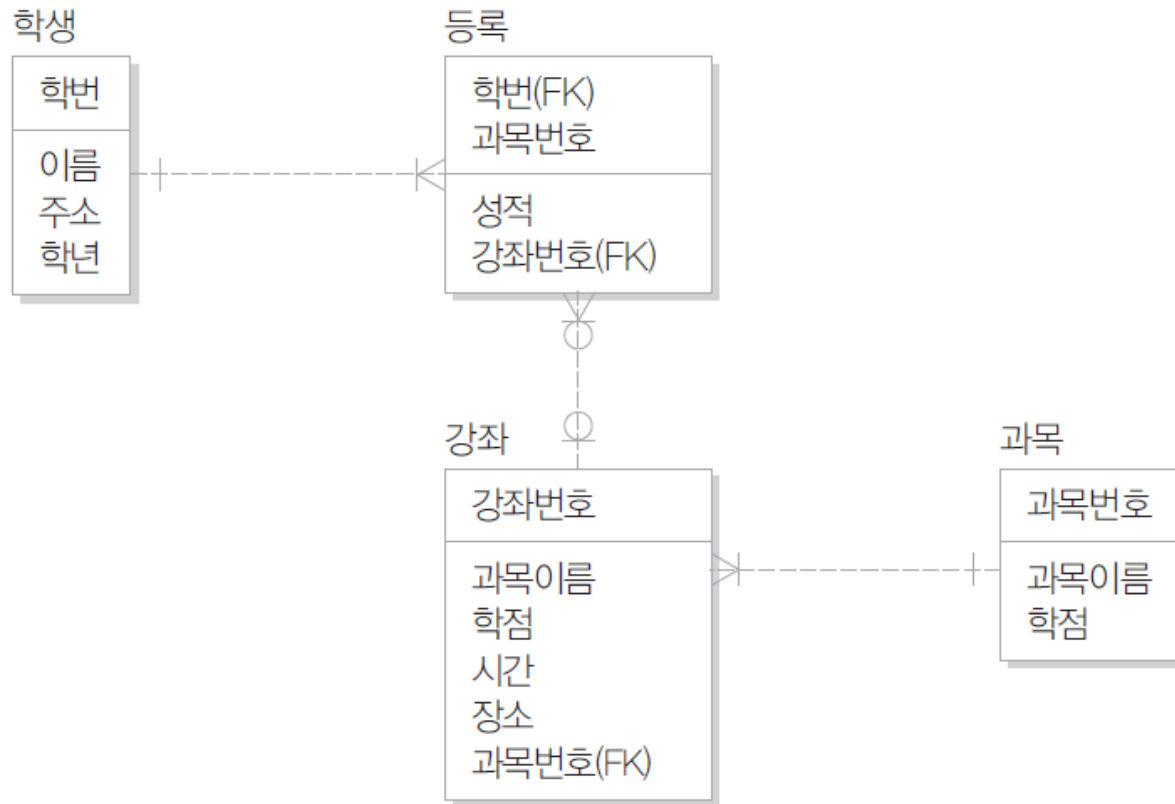 학생
학번
이름
주소
학년
등록
학번(FK)
과목번호
성적
강좌번호(FK)
강좌
강좌번호
과목이름
학점
시간
장소
과목번호(FK)
과목
과목번호
과목이름
학점